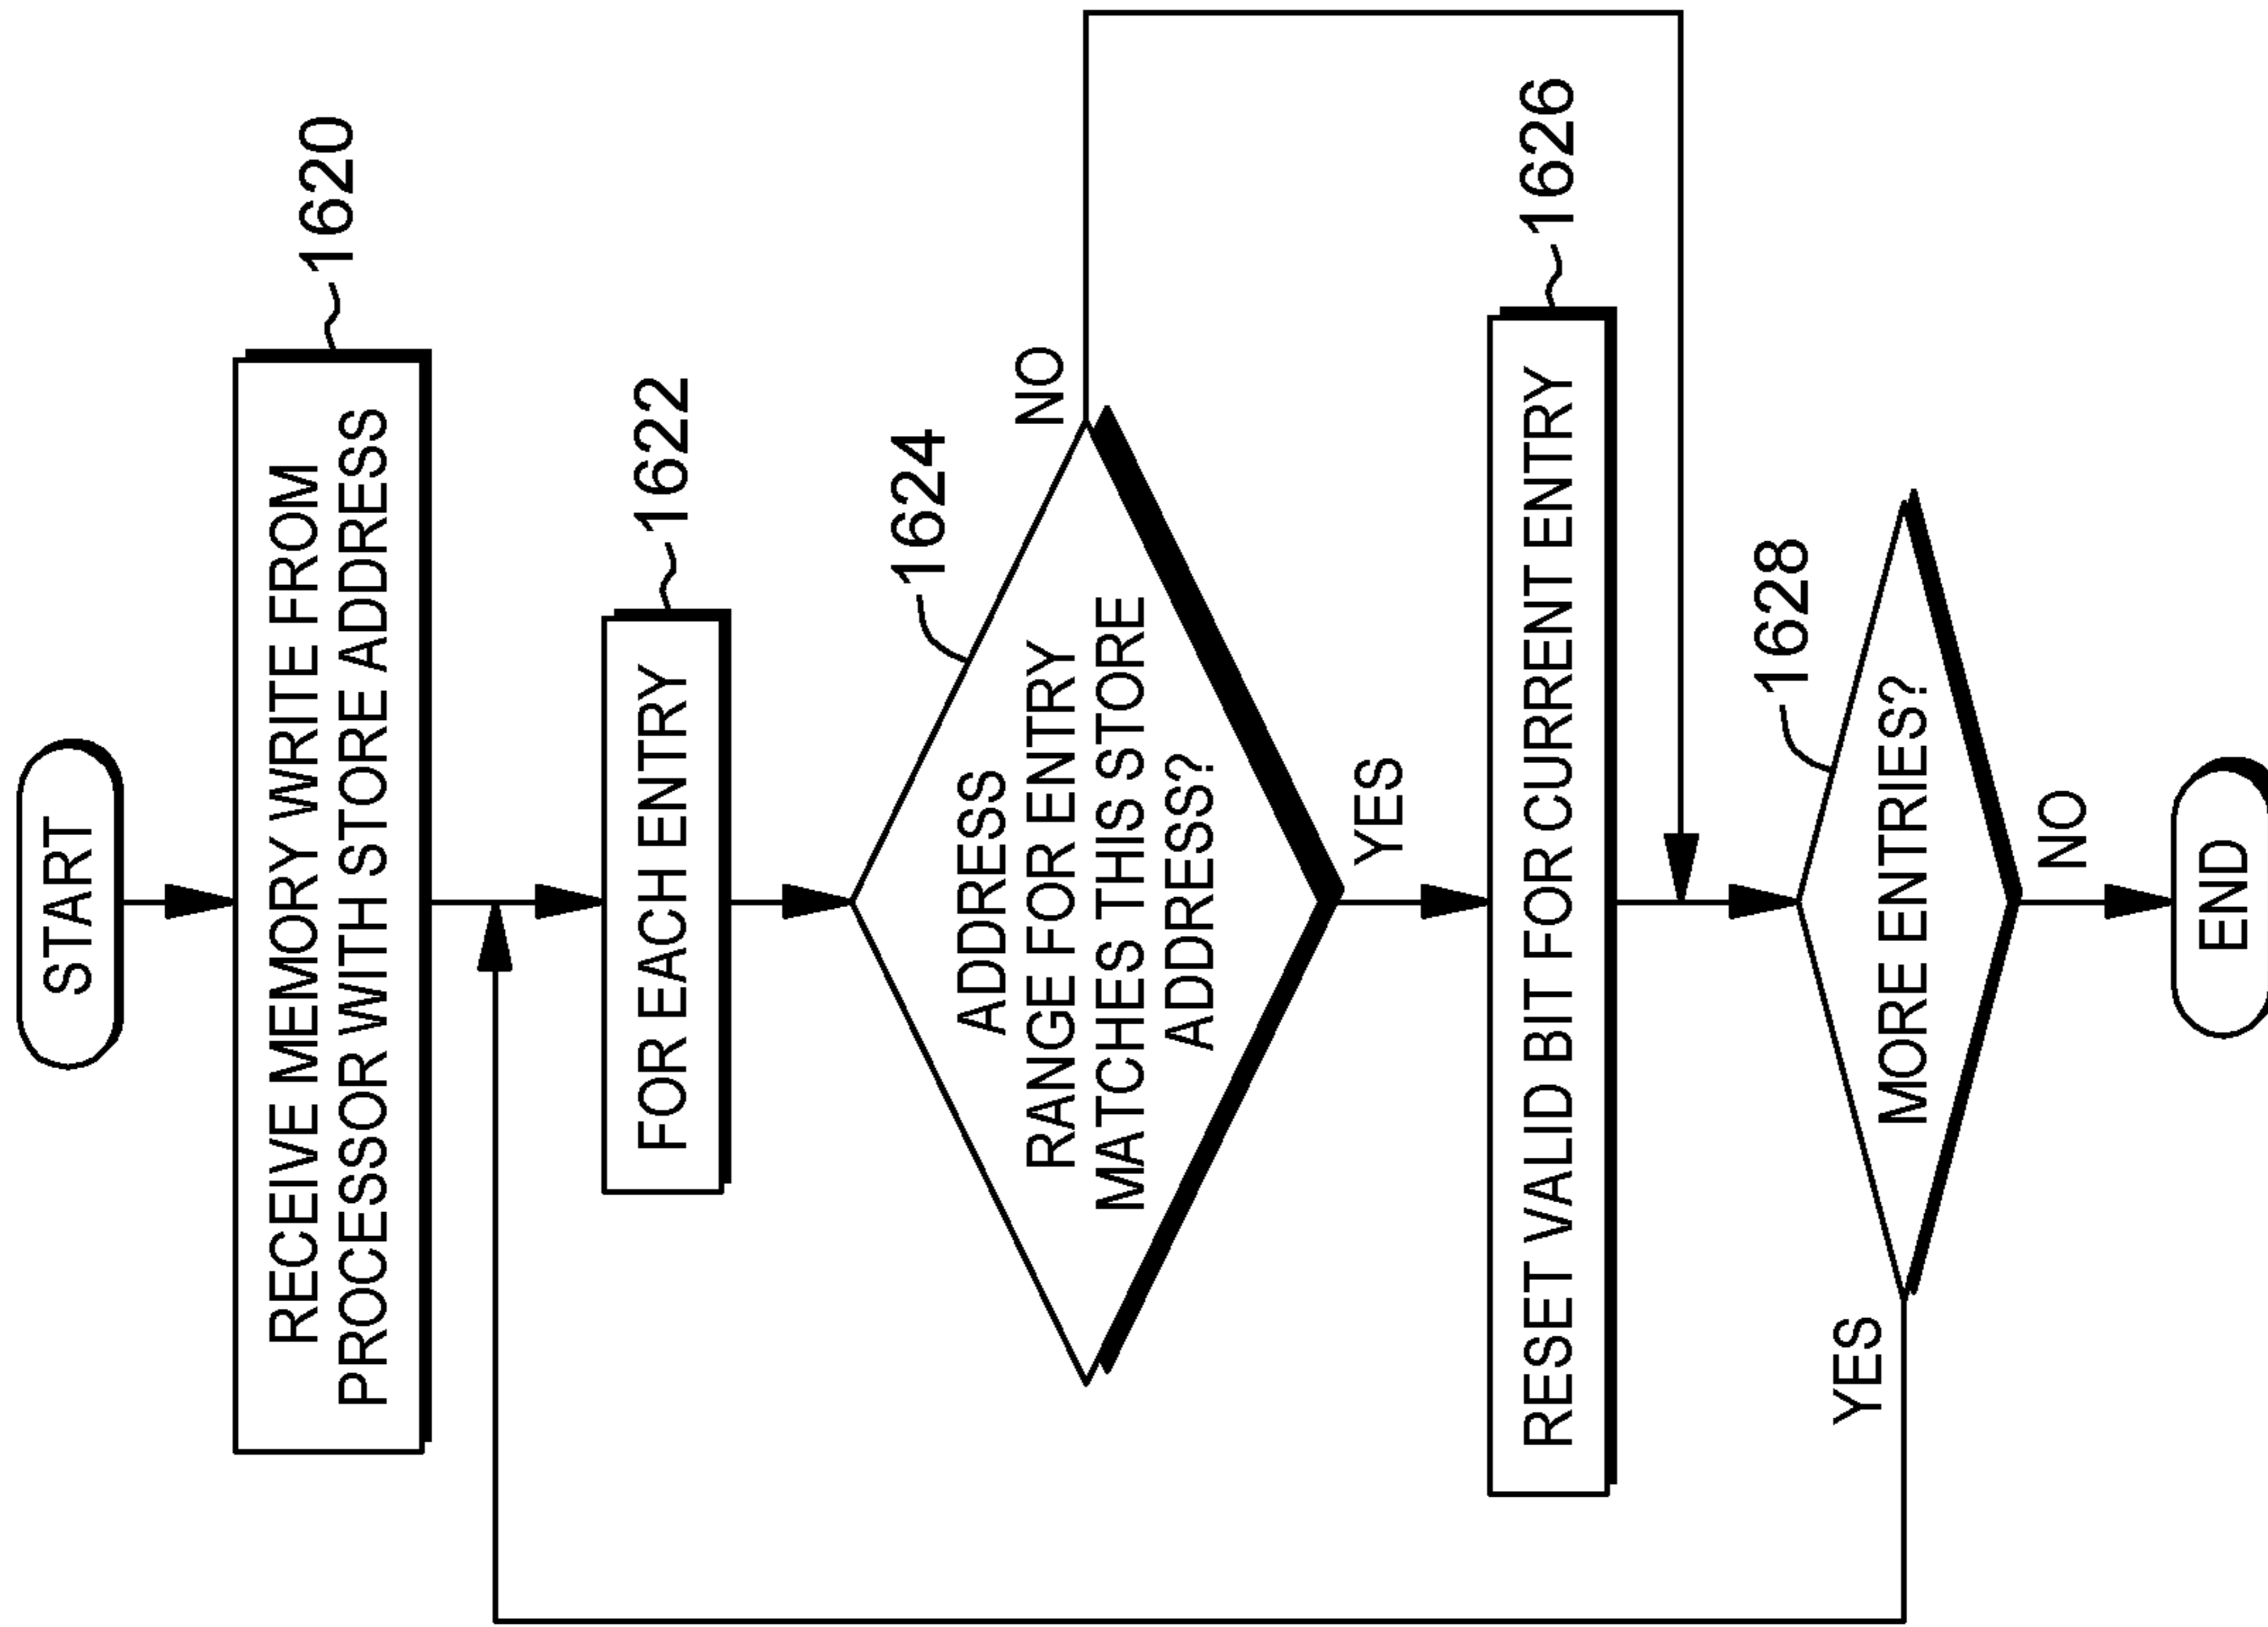 START
RECEIVE MEMORY WRITE FROM
PROCESSOR WITH STORE ADDRESS
1620
FOR EACH ENTRY
1622
1624
ADDRESS
RANGE FOR ENTRY
MATCHES THIS STORE
ADDRESS?
NO
YES
RESET VALID BIT FOR CURRENT ENTRY
1626
1628
MORE ENTRIES?
YES
NO
END